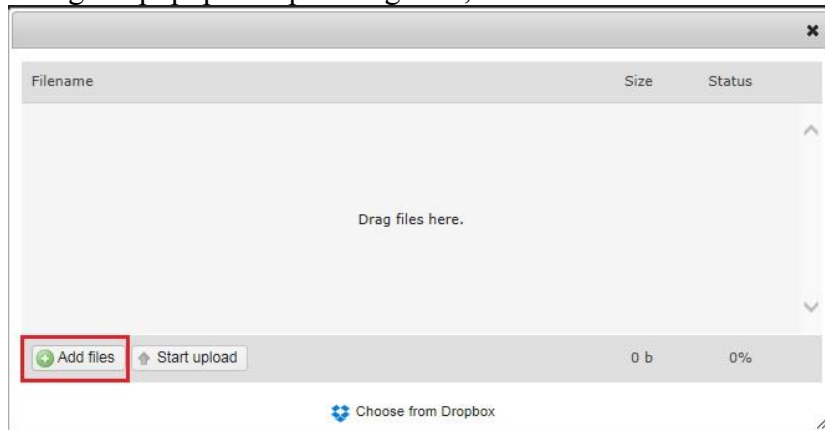 Filename Size Status
Drag files here.
Add files Start upload 0 b 0%
Choose from Dropbox